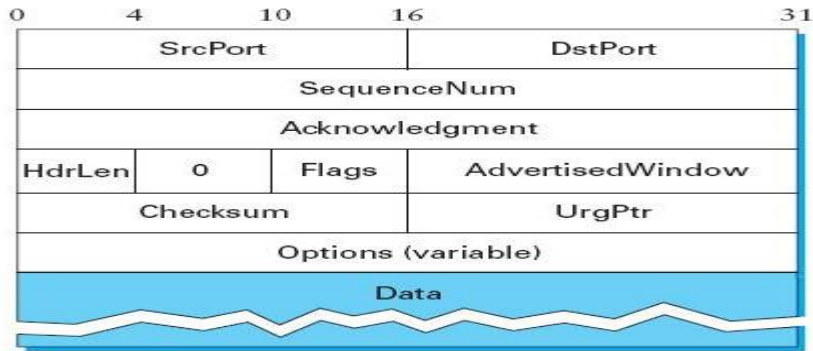 0 4 10 16 31
SrcPort DstPort
SequenceNum
Acknowledgment
HdrLen 0 Flags AdvertisedWindow
Checksum UrgPtr
Options (variable)
Data